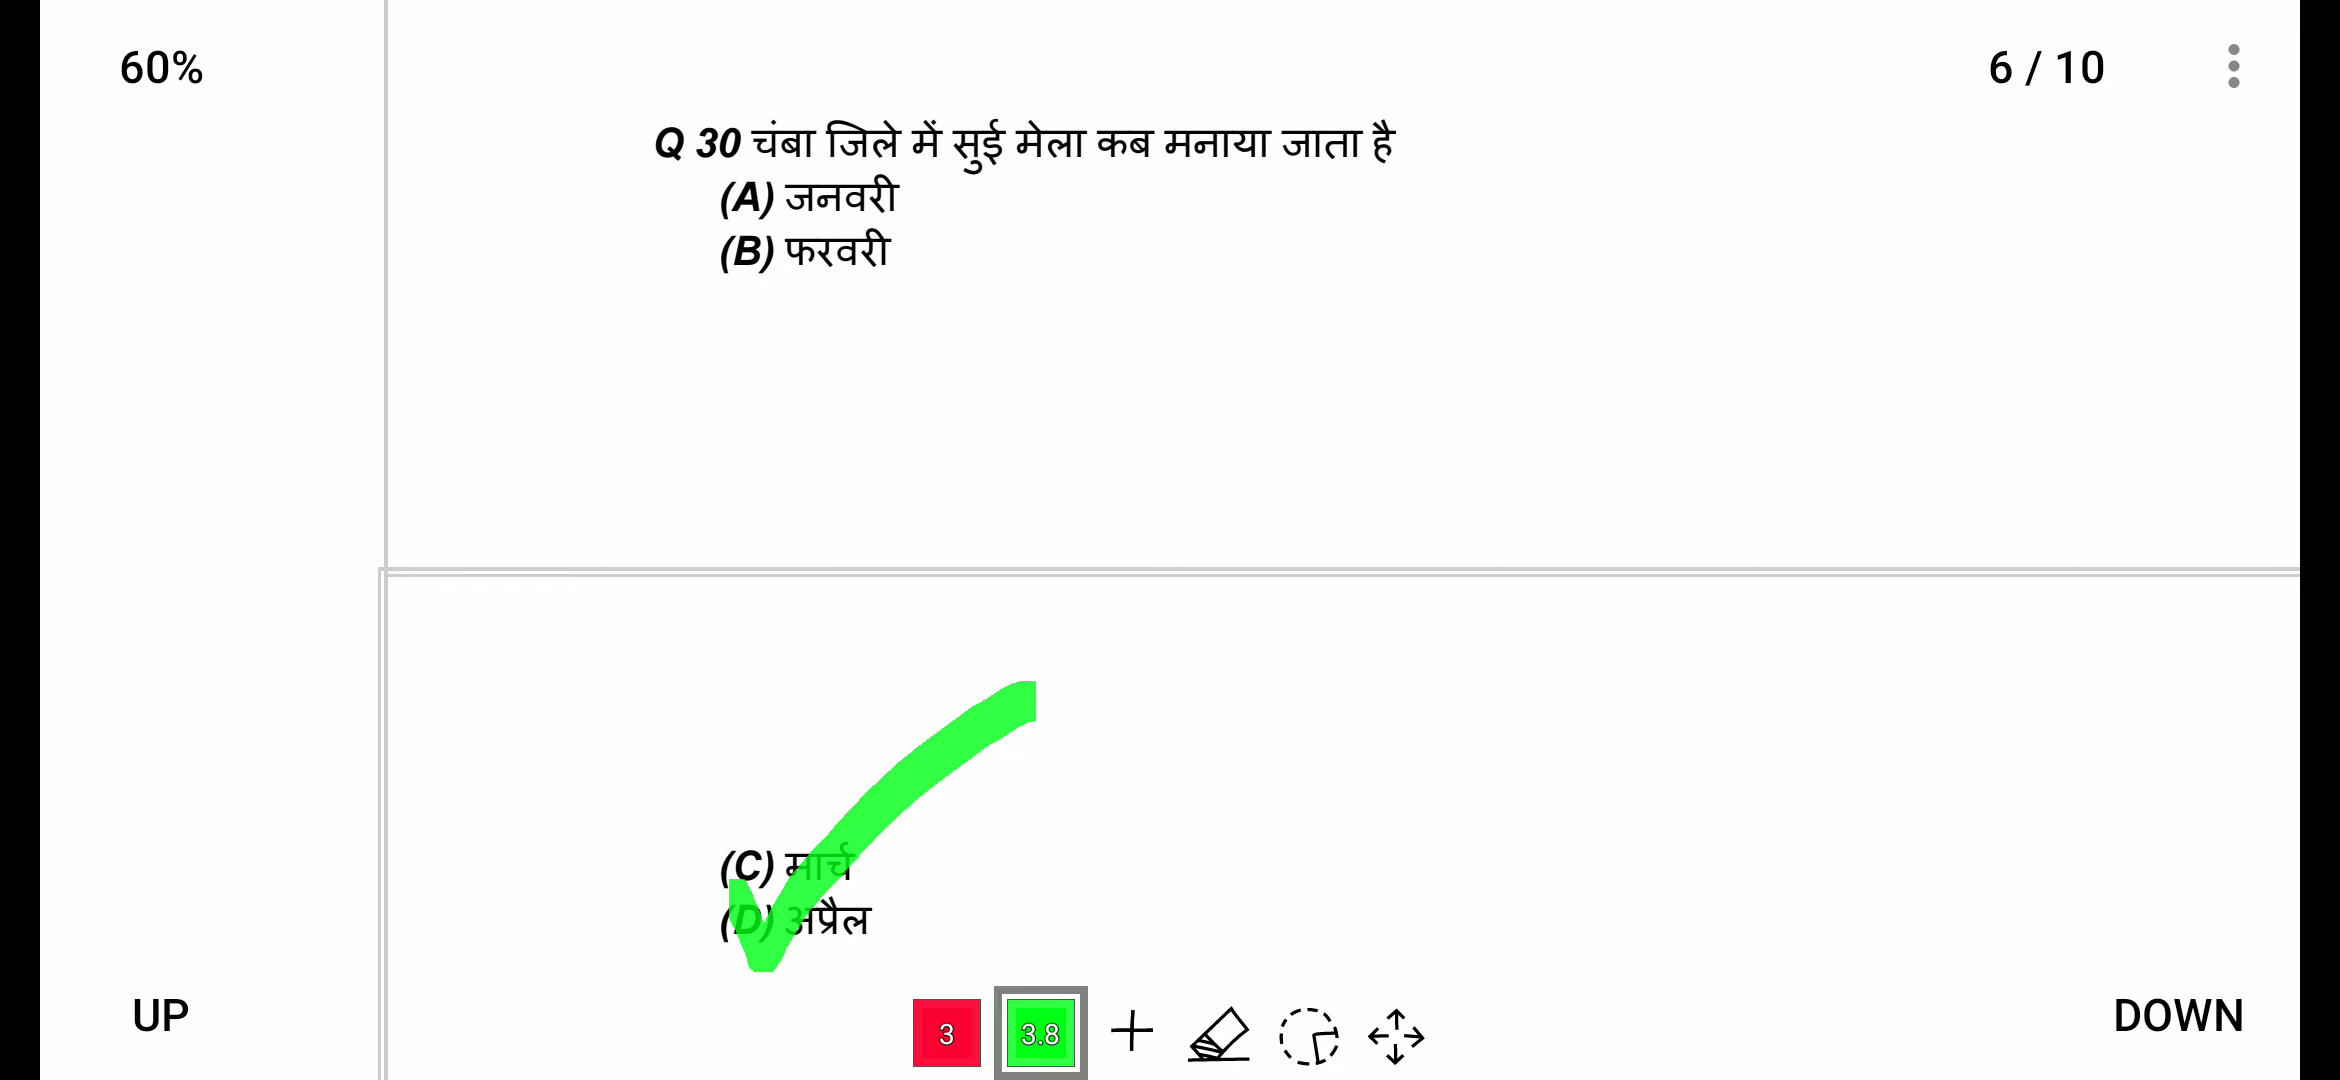 60%
6 / 10
Q 30 चंबा जिले में सुई मेला कब मनाया जाता है
(A) जनवरी
(B) फरवरी
(C) मार्च
(D) अप्रैल
UP
3
3.8
DOWN